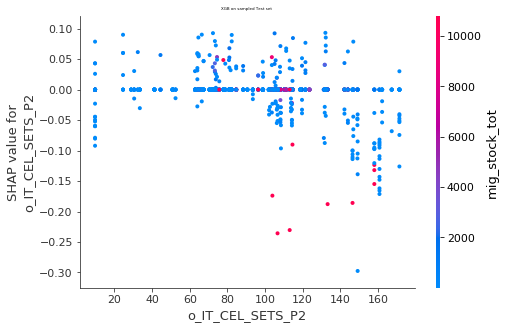 XGB on sampled Test set
0.10
0.05
0.00
−0.05
−0.10
−0.15
−0.20
−0.25
−0.30
SHAP value for
o_IT_CEL_SETS_P2
20 40 60 80 100 120 140 160
o_IT_CEL_SETS_P2
10000
8000
6000
4000
2000
mig_stock_tot